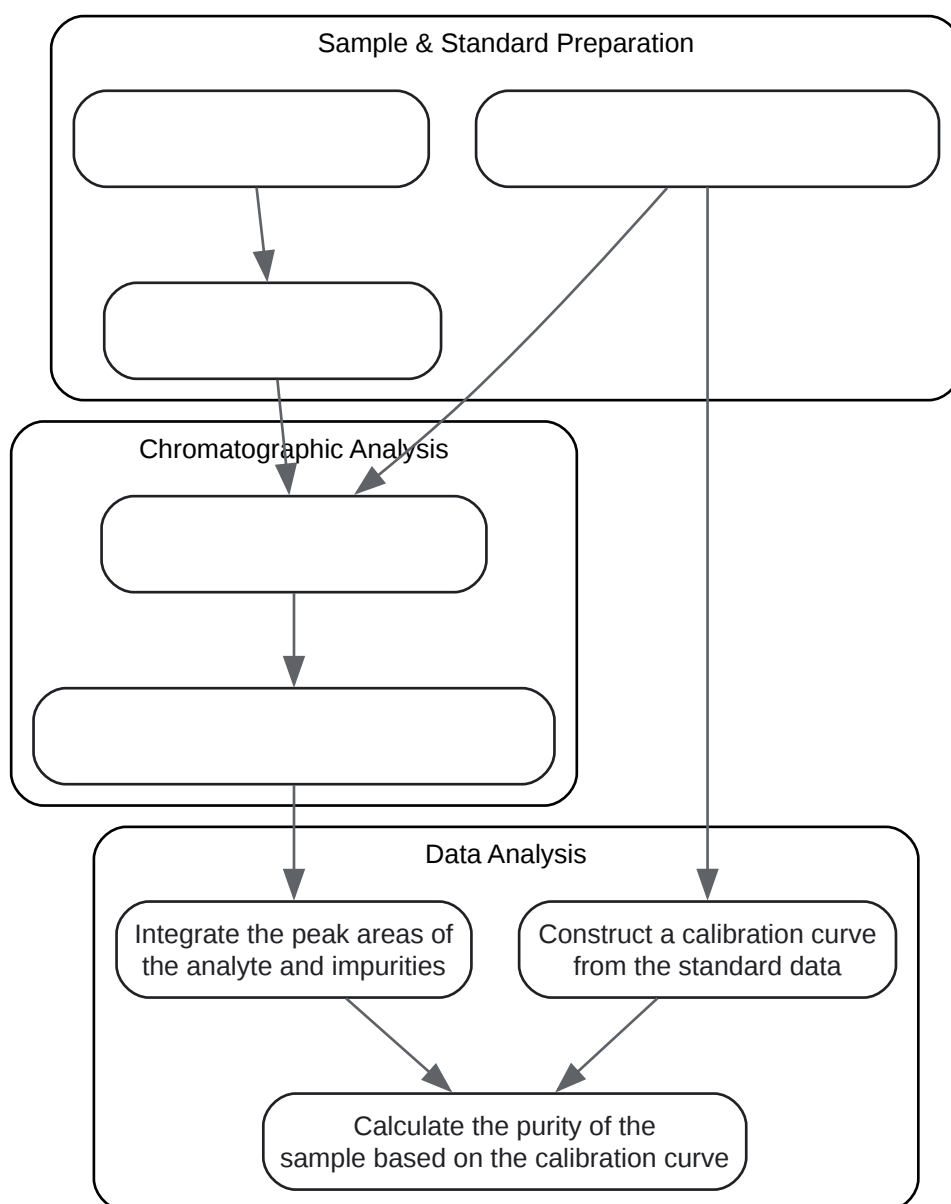 Sample & Standard Preparation
Chromatographic Analysis
Data Analysis
Integrate the peak areas of
the analyte and impurities
Construct a calibration curve
from the standard data
Calculate the purity of the
sample based on the calibration curve